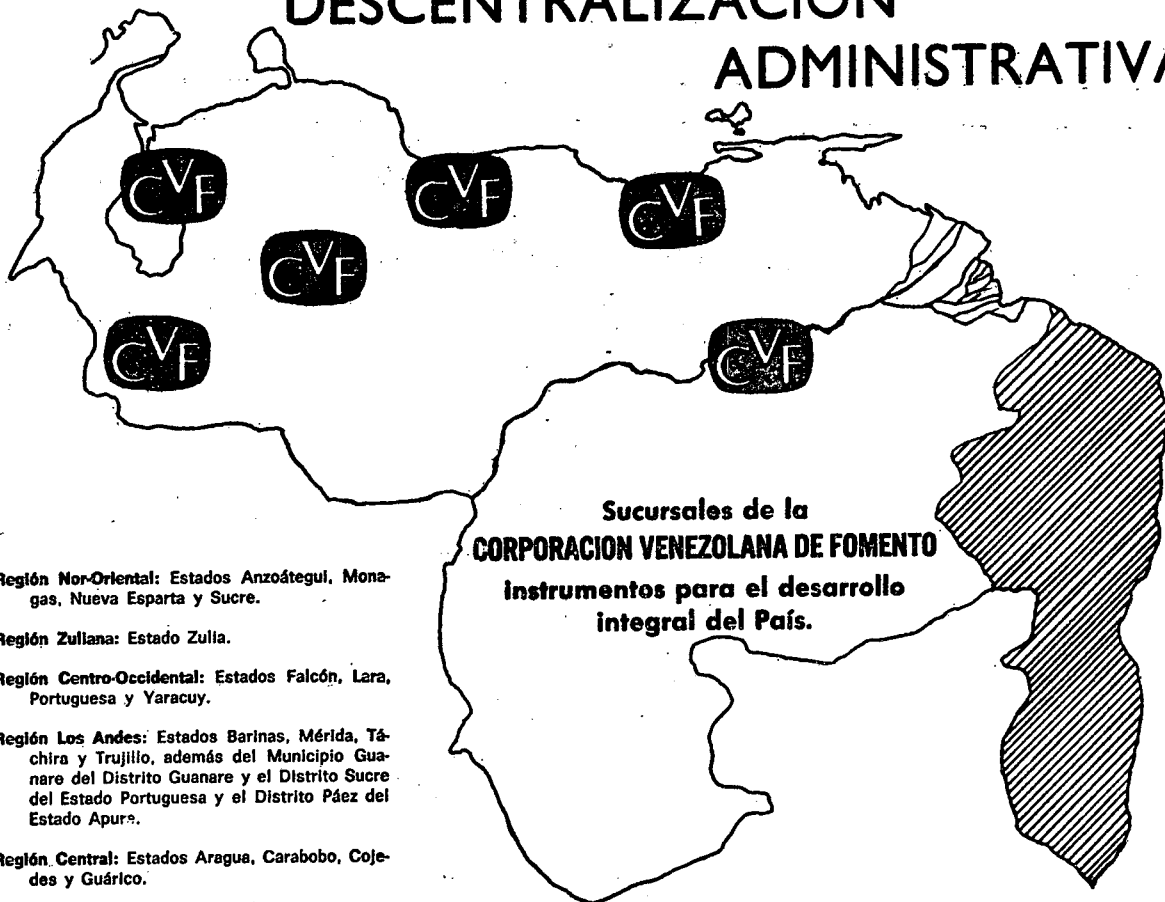 DESCENTRALIZACION
ADMINISTRATIVA
CVF
CVF
CVF
CVF
CVF
CVF
Sucursales de la
CORPORACION VENEZOLANA DE FOMENTO
instrumentos para el desarrollo
integral del País.
Región Nor-Oriental: Estados Anzoátegui, Mona-
gas, Nueva Esparta y Sucre.
Región Zuliana: Estado Zulia.
Región Centro-Occidental: Estados Falcón, Lara,
Portuguesa y Yaracuy.
Región Los Andes: Estados Barinas, Mérida, Tá-
chira y Trujillo, además del Municipio Gua-
nare del Distrito Guanare y el Distrito Sucre
del Estado Portuguesa y el Distrito Páez del
Estado Apure.
Región Central: Estados Aragua, Carabobo, Coje-
des y Guárico.